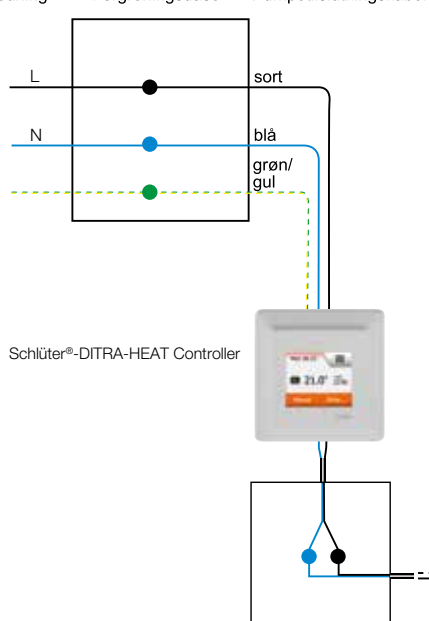 L
sort
N
blå
grøn/
gul
Schlüter®-DITRA-HEAT Controller
21.0°